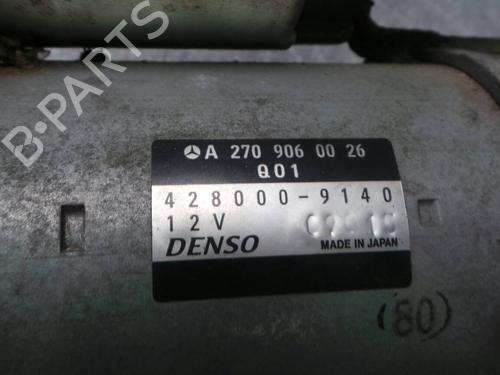 A 270 906 00 26
Q01
428000-9140
12V
DENSO MADE IN JAPAN
(80)
B-PARTS